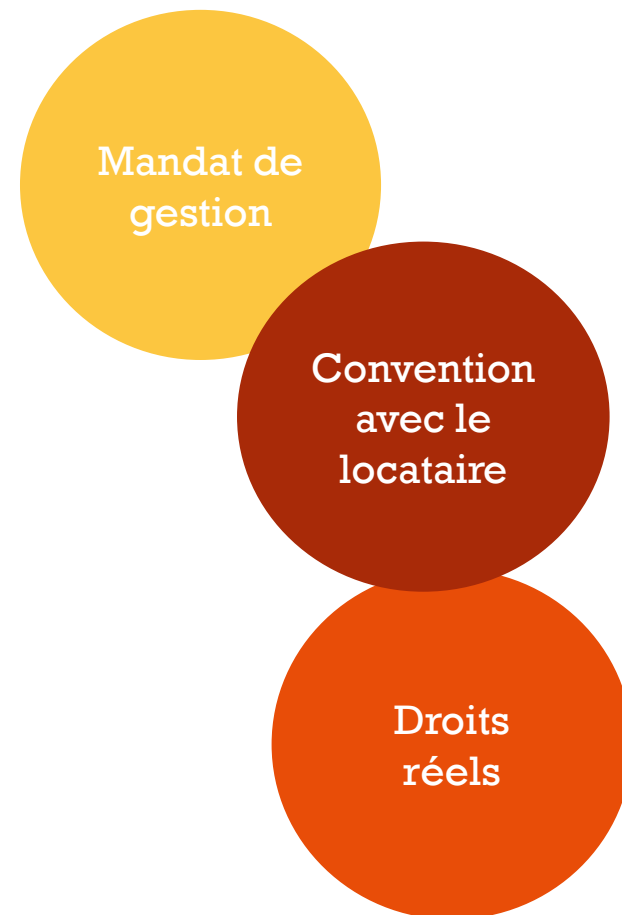 Mandat de
gestion
Convention
avec le
locataire
Droits
réels